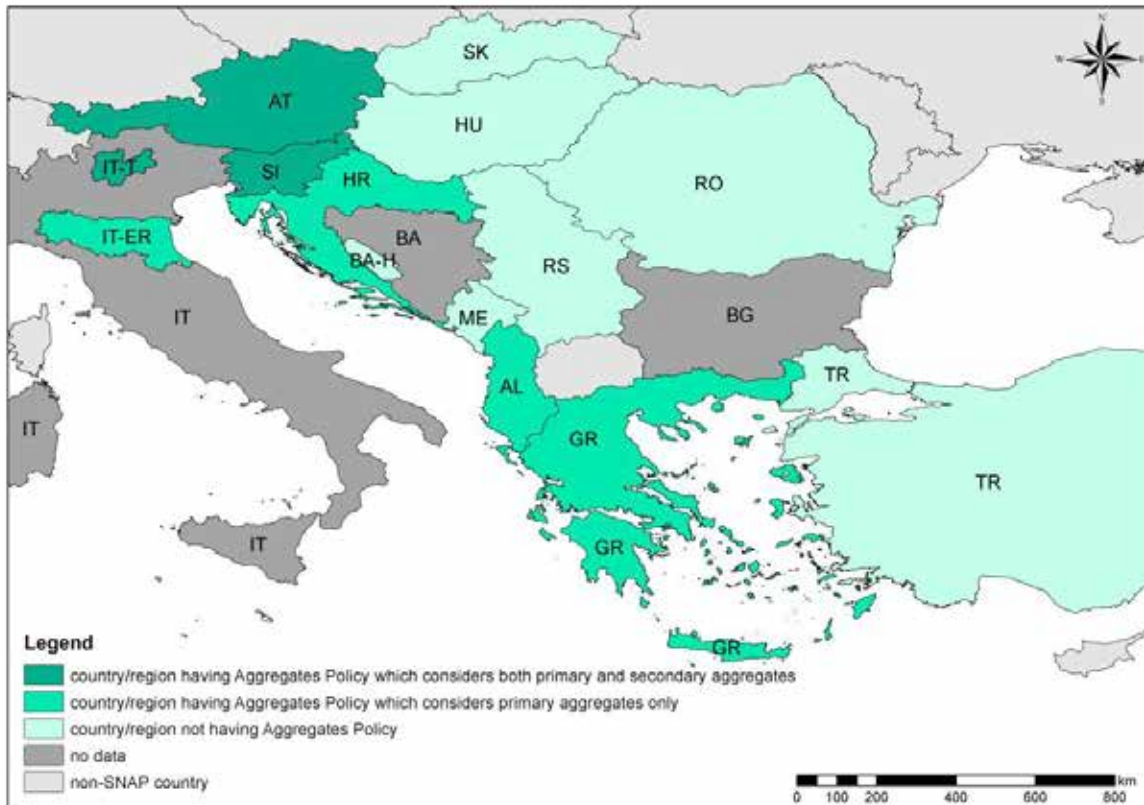 N
W
E
S
SK
AT
HU
IT-T
SI
HR
RO
IT-ER
BA
BA-H
RS
IT
ME
BG
AL
TR
GR
IT
TR
GR
IT
GR
Legend
country/region having Aggregates Policy which considers both primary and secondary aggregates
country/region having Aggregates Policy which considers primary aggregates only
country/region not having Aggregates Policy
no data
non-SNAP country
km
0 100 200 400 600 800